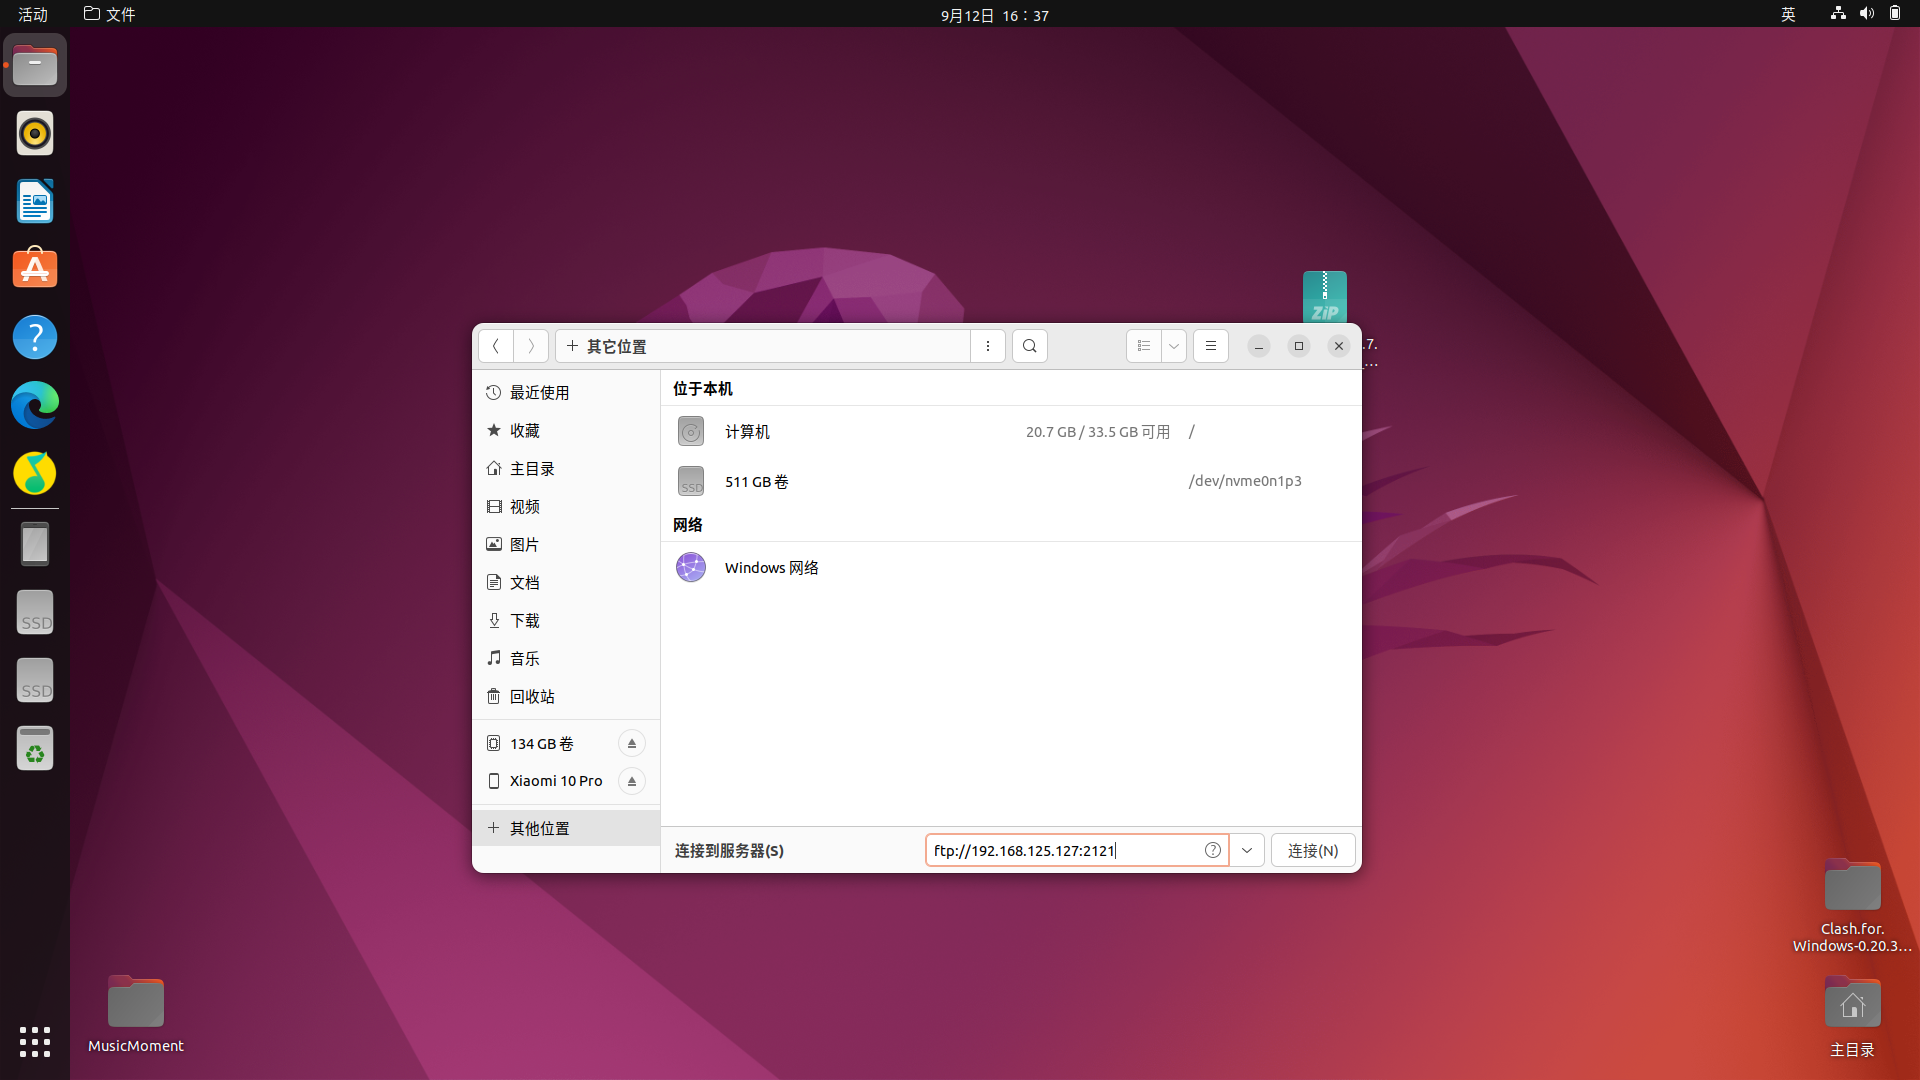 活动
文件
9月12日 16：37
英
ZIP
.7.
_...
SSD
SSD
其它位置
最近使用
收藏
主目录
视频
图片
文档
下载
音乐
回收站
134 GB 卷
Xiaomi 10 Pro
其他位置
位于本机
计算机
20.7 GB / 33.5 GB 可用
/
SSD
511 GB 卷
/dev/nvme0n1p3
网络
Windows 网络
连接到服务器(S)
ftp://192.168.125.127:2121
连接(N)
MusicMoment
Clash.for.
Windows-0.20.3...
主目录